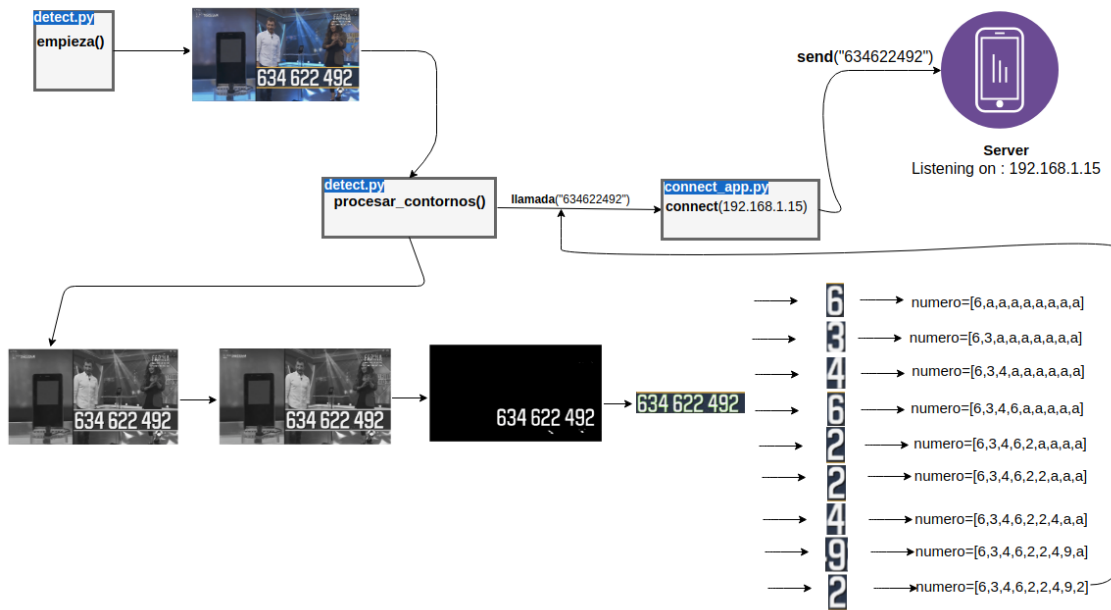 detect.py
empieza()
634 622 492
send("634622492")
Server
Listening on : 192.168.1.15
detect.py
procesar_contornos()
llamada("634622492")
connect_app.py
connect(192.168.1.15)
634 622 492
634 622 492
634 622 492
634 622 492
6
numero=[6,a,a,a,a,a,a,a,a]
3
numero=[6,3,a,a,a,a,a,a,a]
4
numero=[6,3,4,a,a,a,a,a,a]
6
numero=[6,3,4,6,a,a,a,a,a]
2
numero=[6,3,4,6,2,a,a,a,a]
2
numero=[6,3,4,6,2,2,a,a,a]
4
numero=[6,3,4,6,2,2,4,a,a]
9
numero=[6,3,4,6,2,2,4,9,a]
2
numero=[6,3,4,6,2,2,4,9,2]